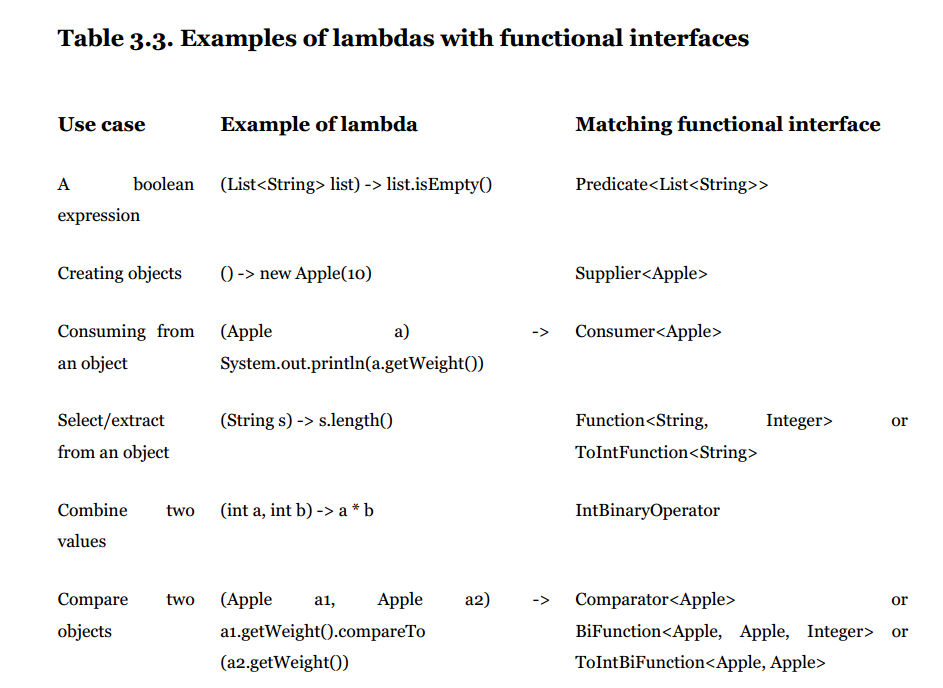 Table 3.3. Examples of lambdas with functional interfaces
Use case Example of lambda Matching functional interface
A boolean expression (List<String> list) -> list.isEmpty() Predicate<List<String>>
Creating objects () -> new Apple(10) Supplier<Apple>
Consuming from an object (Apple a) -> System.out.println(a.getWeight()) Consumer<Apple>
Select/extract from an object (String s) -> s.length() Function<String, Integer> or ToIntFunction<String>
Combine two values (int a, int b) -> a * b IntBinaryOperator
Compare two objects (Apple a1, Apple a2) -> a1.getWeight().compareTo (a2.getWeight()) Comparator<Apple> or BiFunction<Apple, Apple, Integer> or ToIntBiFunction<Apple, Apple>